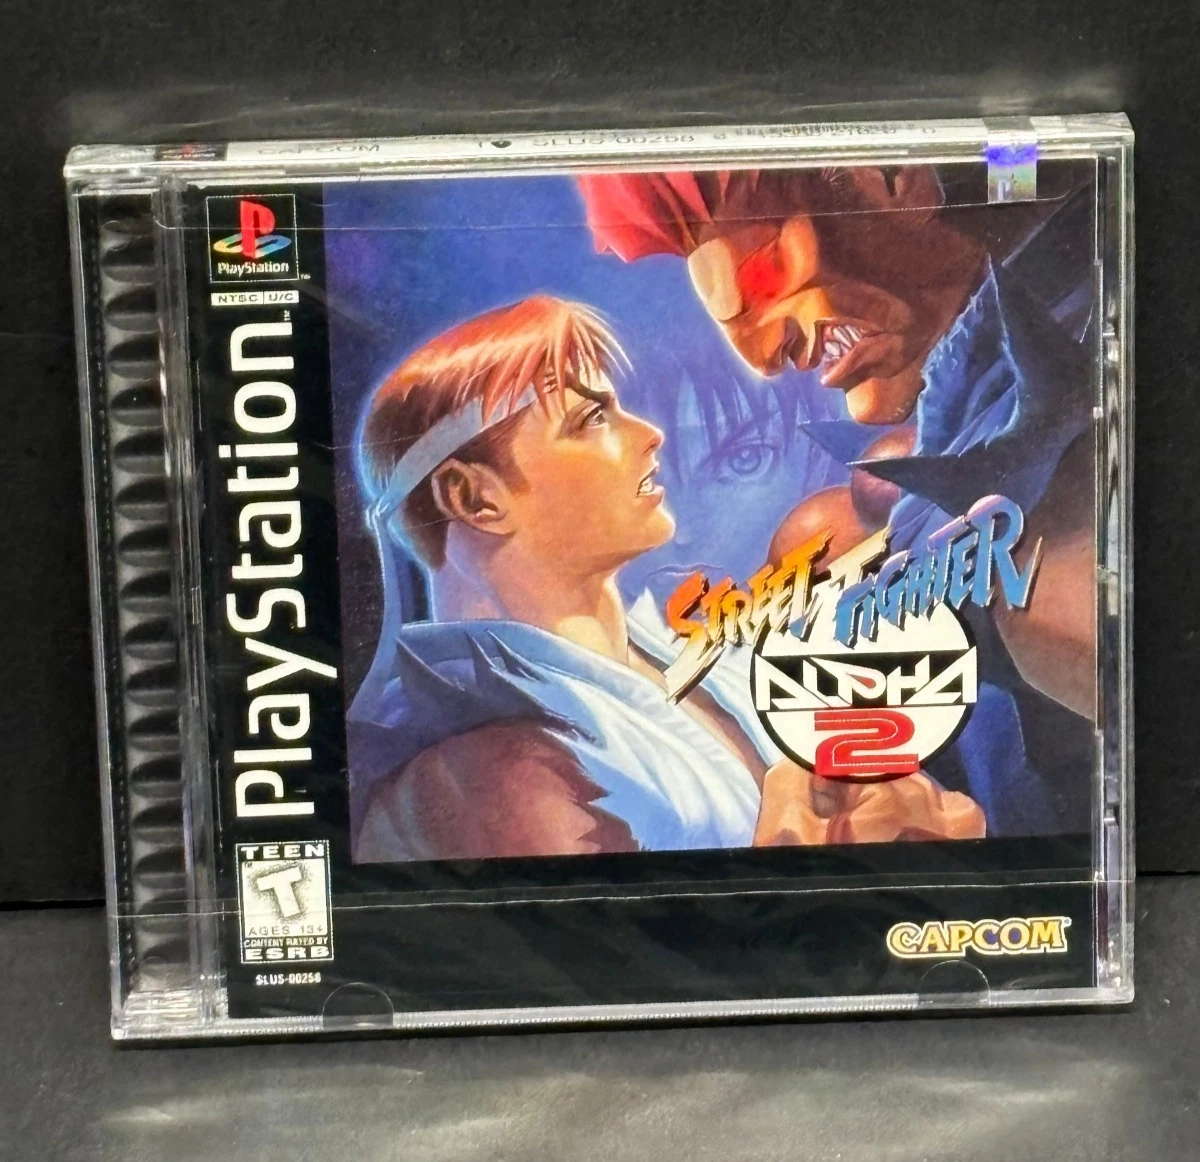 CAPCOM SLUS-00258
PlayStation
NTSC U/C
PlayStation™
STREET FIGHTER
ALPHA
2
TEEN
T
AGES 13+
CONTENT RATED BY
ESRB
SLUS-00258
CAPCOM